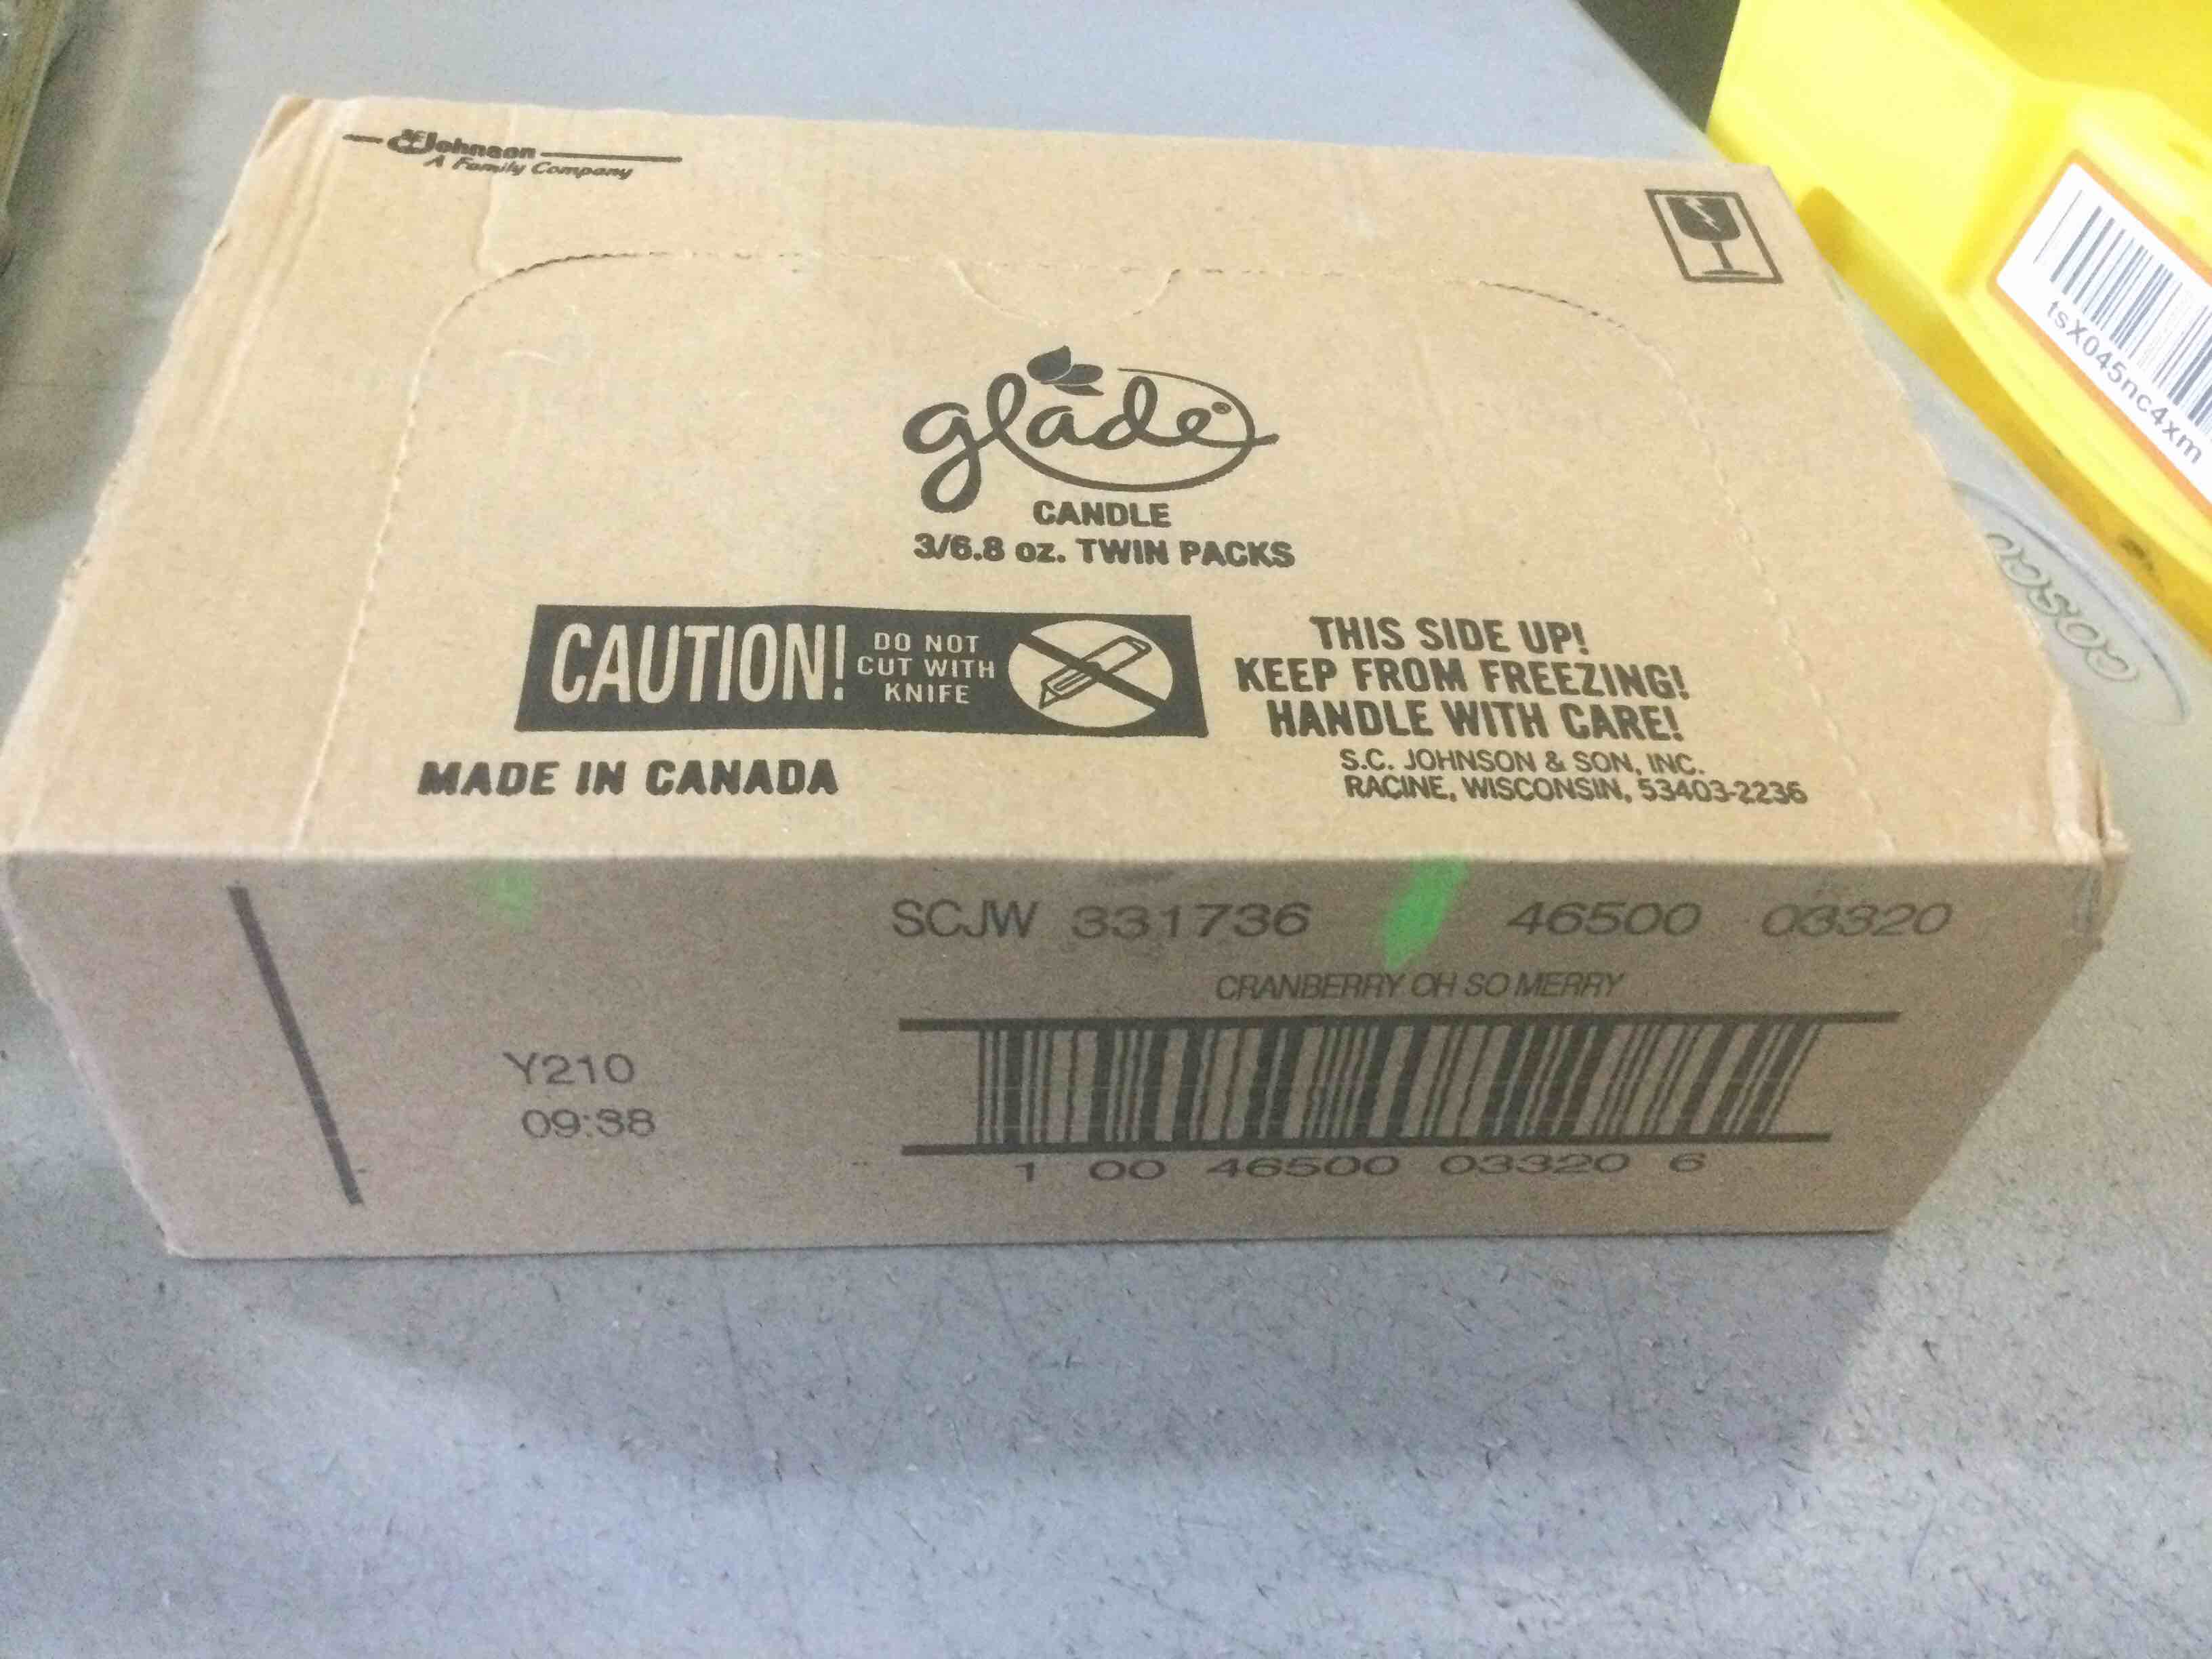 SC Johnson
A Family Company
glade®
CANDLE
3/6.8 oz. TWIN PACKS
CAUTION!
DO NOT
CUT WITH
KNIFE
THIS SIDE UP!
KEEP FROM FREEZING!
HANDLE WITH CARE!
S.C. JOHNSON & SON, INC.
RACINE, WISCONSIN, 53403-2236
MADE IN CANADA
SCJW 331736 46500 03320
CRANBERRY OH SO MERRY
Y210
09:38
1 00 46500 03320 6
tsX045nc4xm
COSCO